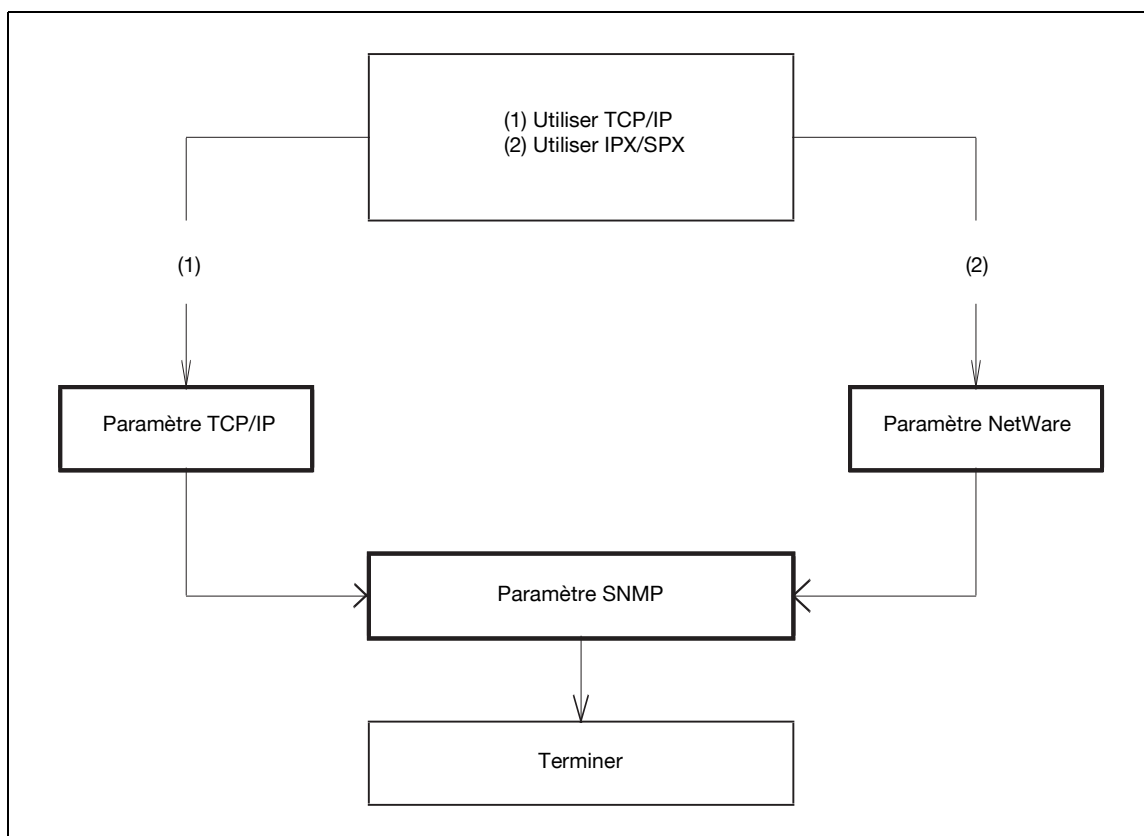 (1) Utiliser TCP/IP
(2) Utiliser IPX/SPX
(1)
(2)
Paramètre TCP/IP
Paramètre NetWare
Paramètre SNMP
Terminer